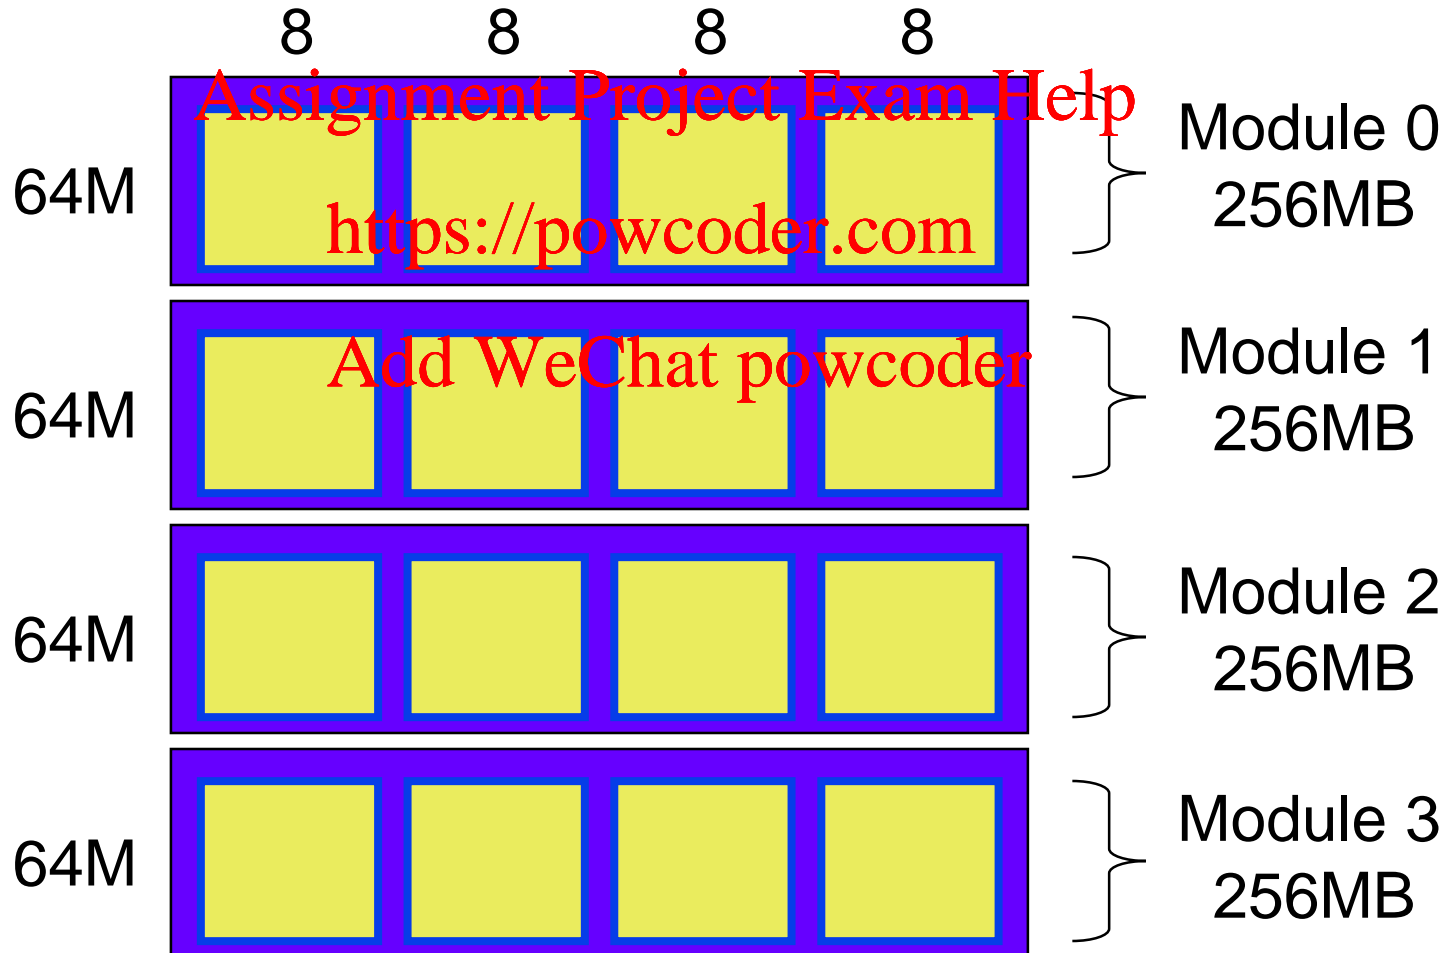 8 8 8 8
Assignment Project Exam Help
Module 0
64M
256MB
https://powcoder.com
Module 1
Add WeChat powcoder
64M
256MB
Module 2
64M
256MB
Module 3
64M
256MB